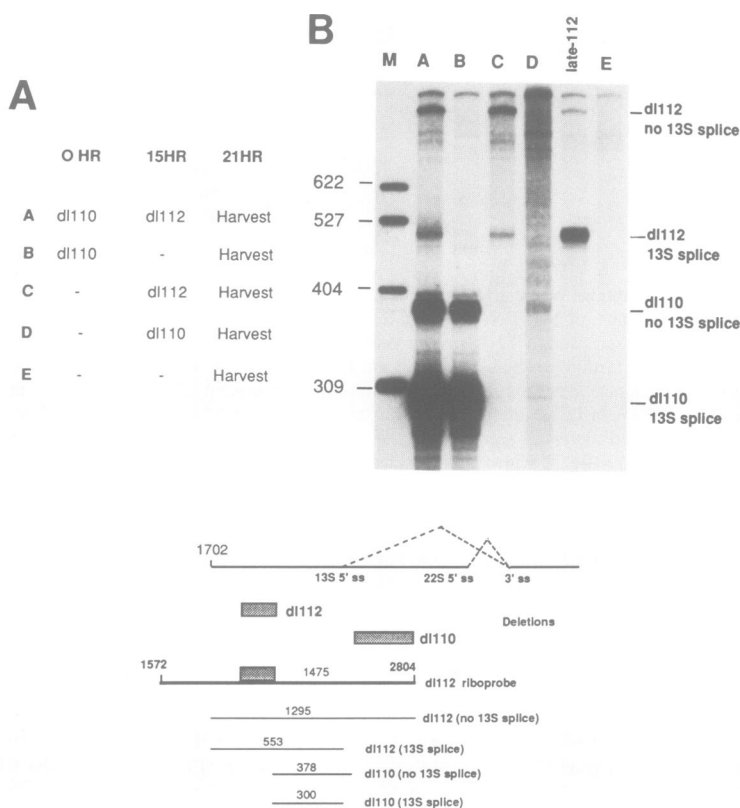 A
O HR 15HR 21HR
A dl110 dl112 Harvest
B dl110 - Harvest
C - dl112 Harvest
D - dl110 Harvest
E - - Harvest
B
M A B C D late-112 E
622
527
404
309
dl112
no 13S splice
dl112
13S splice
dl110
no 13S splice
dl110
13S splice
1702
13S 5' ss 22S 5' ss 3' ss
dl112
Deletions
dl110
1572 1475 2804
dl112 riboprobe
1295
dl112 (no 13S splice)
553
dl112 (13S splice)
378
dl110 (no 13S splice)
300
dl110 (13S splice)